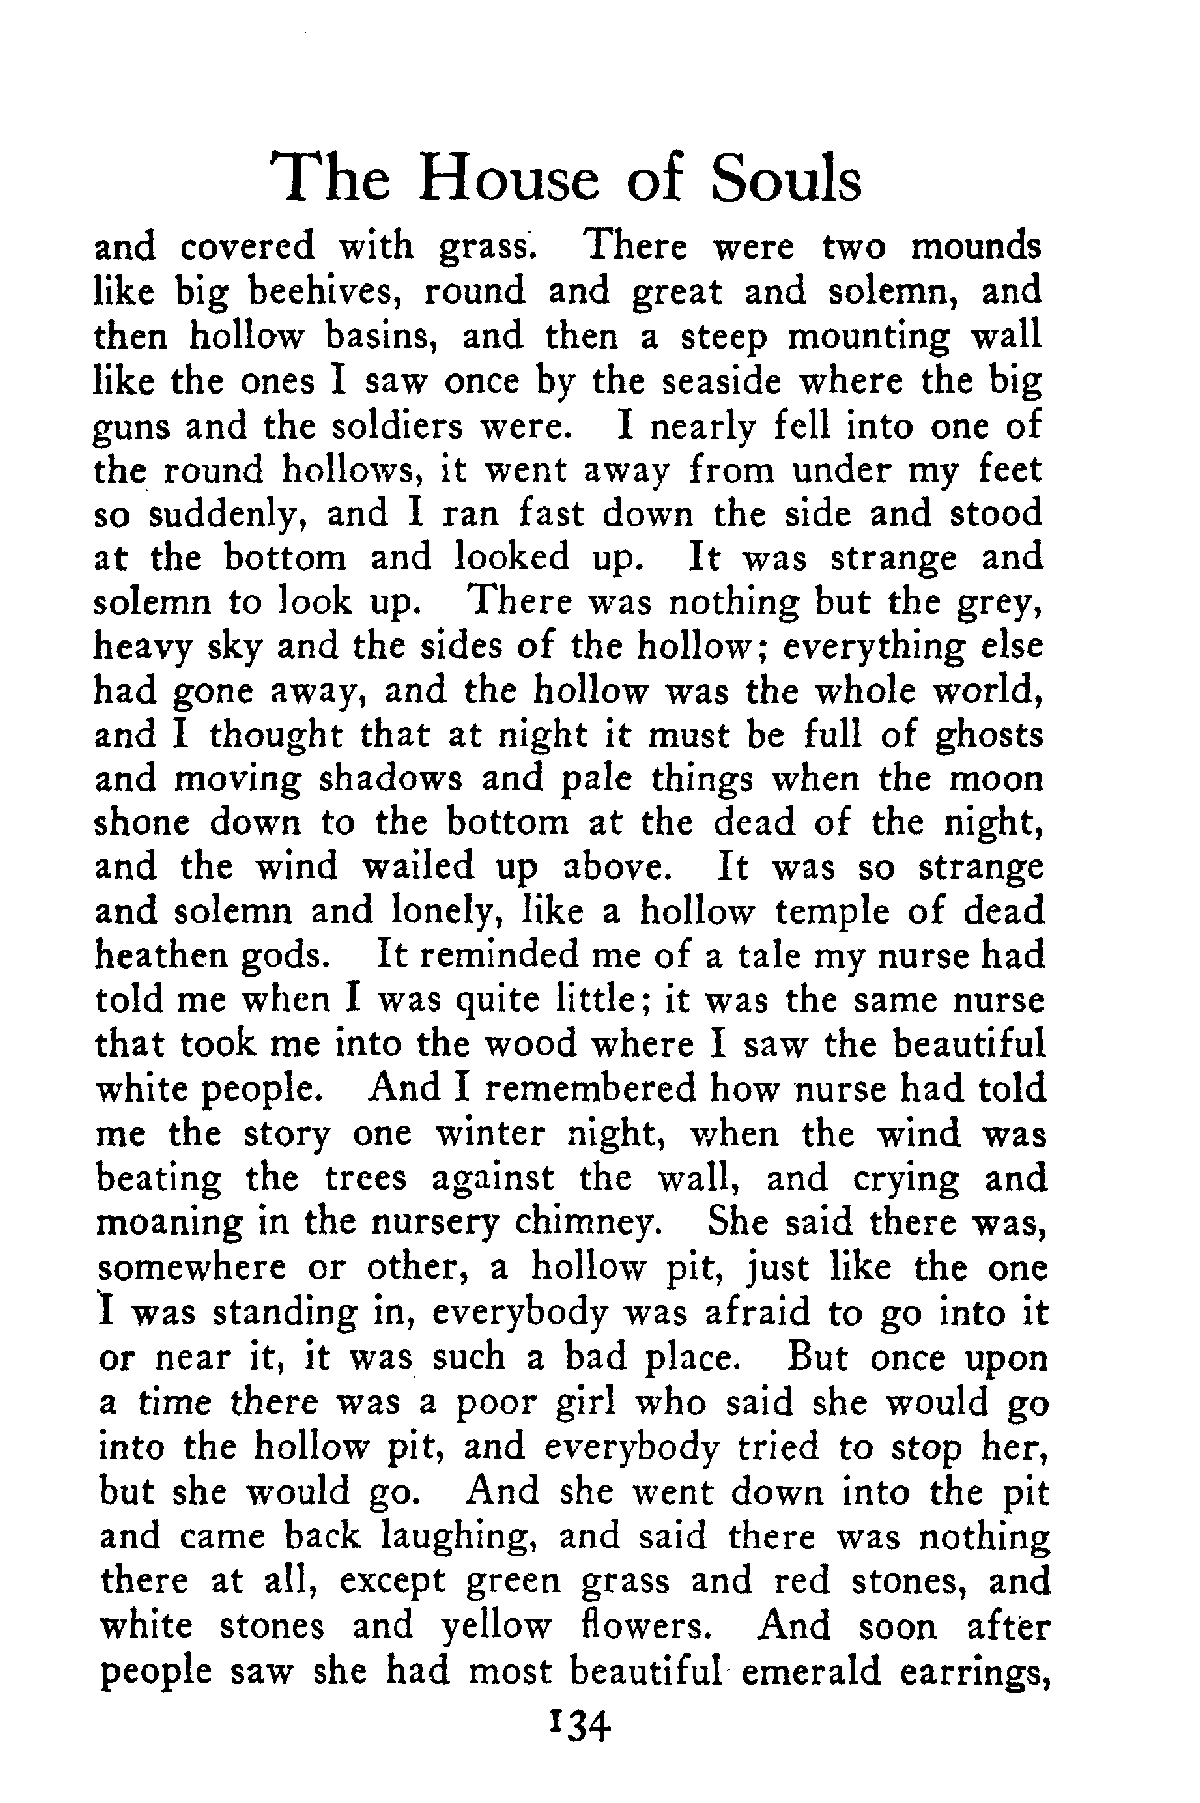 The House of Souls
and covered with grass. There were two mounds
like big beehives, round and great and solemn, and
then hollow basins, and then a steep mounting wall
like the ones I saw once by the seaside where the big
guns and the soldiers were. I nearly fell into one of
the round hollows, it went away from under my feet
so suddenly, and I ran fast down the side and stood
at the bottom and looked up. It was strange and
solemn to look up. There was nothing but the grey,
heavy sky and the sides of the hollow; everything else
had gone away, and the hollow was the whole world,
and I thought that at night it must be full of ghosts
and moving shadows and pale things when the moon
shone down to the bottom at the dead of the night,
and the wind wailed up above. It was so strange
and solemn and lonely, like a hollow temple of dead
heathen gods. It reminded me of a tale my nurse had
told me when I was quite little; it was the same nurse
that took me into the wood where I saw the beautiful
white people. And I remembered how nurse had told
me the story one winter night, when the wind was
beating the trees against the wall, and crying and
moaning in the nursery chimney. She said there was,
somewhere or other, a hollow pit, just like the one
I was standing in, everybody was afraid to go into it
or near it, it was such a bad place. But once upon
a time there was a poor girl who said she would go
into the hollow pit, and everybody tried to stop her,
but she would go. And she went down into the pit
and came back laughing, and said there was nothing
there at all, except green grass and red stones, and
white stones and yellow flowers. And soon after
people saw she had most beautiful emerald earrings,
134